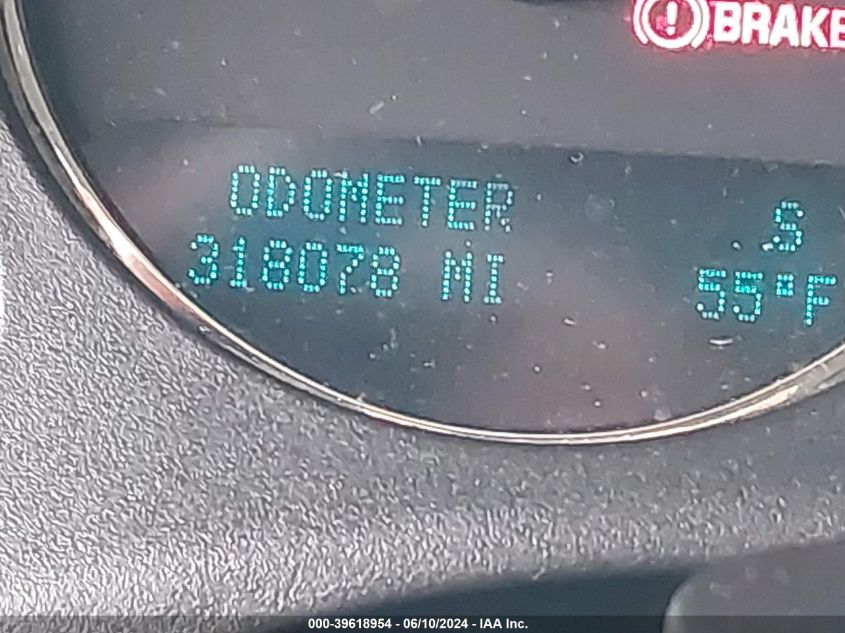 BRAKE
ODOMETER S
318078 MI 55°F
000-39618954 - 06/10/2024 - IAA Inc.